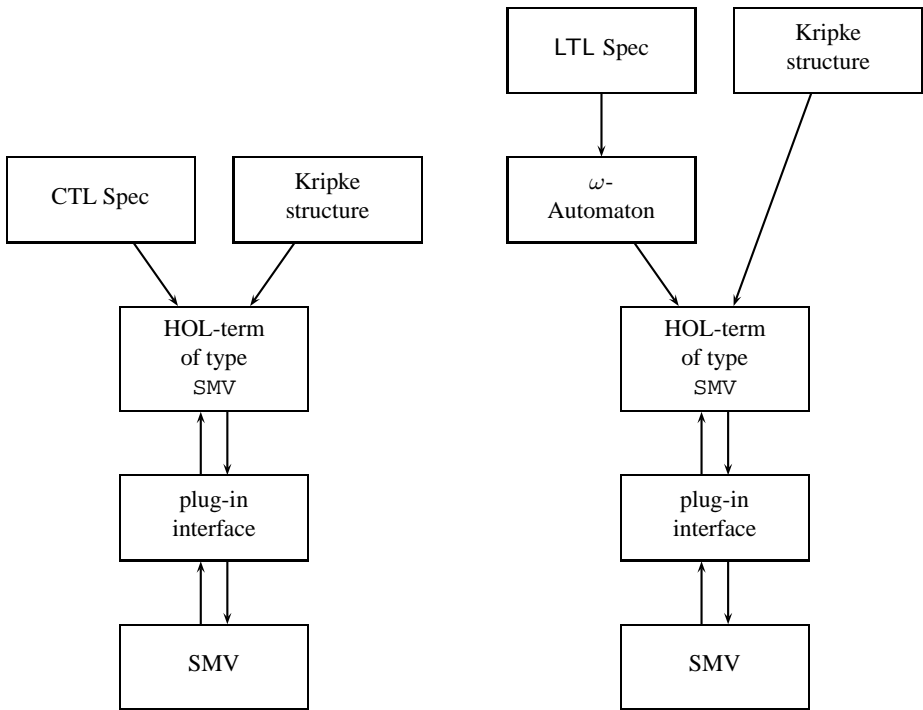 CTL Spec
Kripke
structure
HOL-term
of type
SMV
plug-in
interface
SMV
LTL Spec
Kripke
structure
ω-
Automaton
HOL-term
of type
SMV
plug-in
interface
SMV